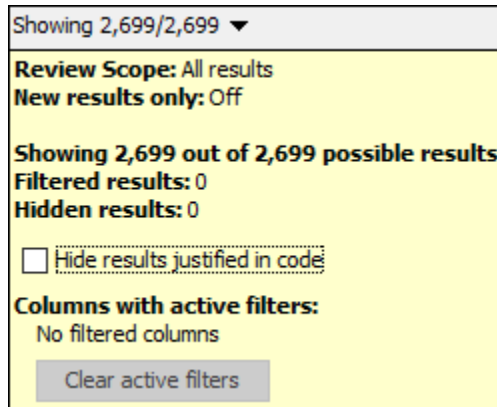 Showing 2,699/2,699
Review Scope: All results
New results only: Off
Showing 2,699 out of 2,699 possible results
Filtered results: 0
Hidden results: 0
Hide results justified in code
Columns with active filters:
No filtered columns
Clear active filters